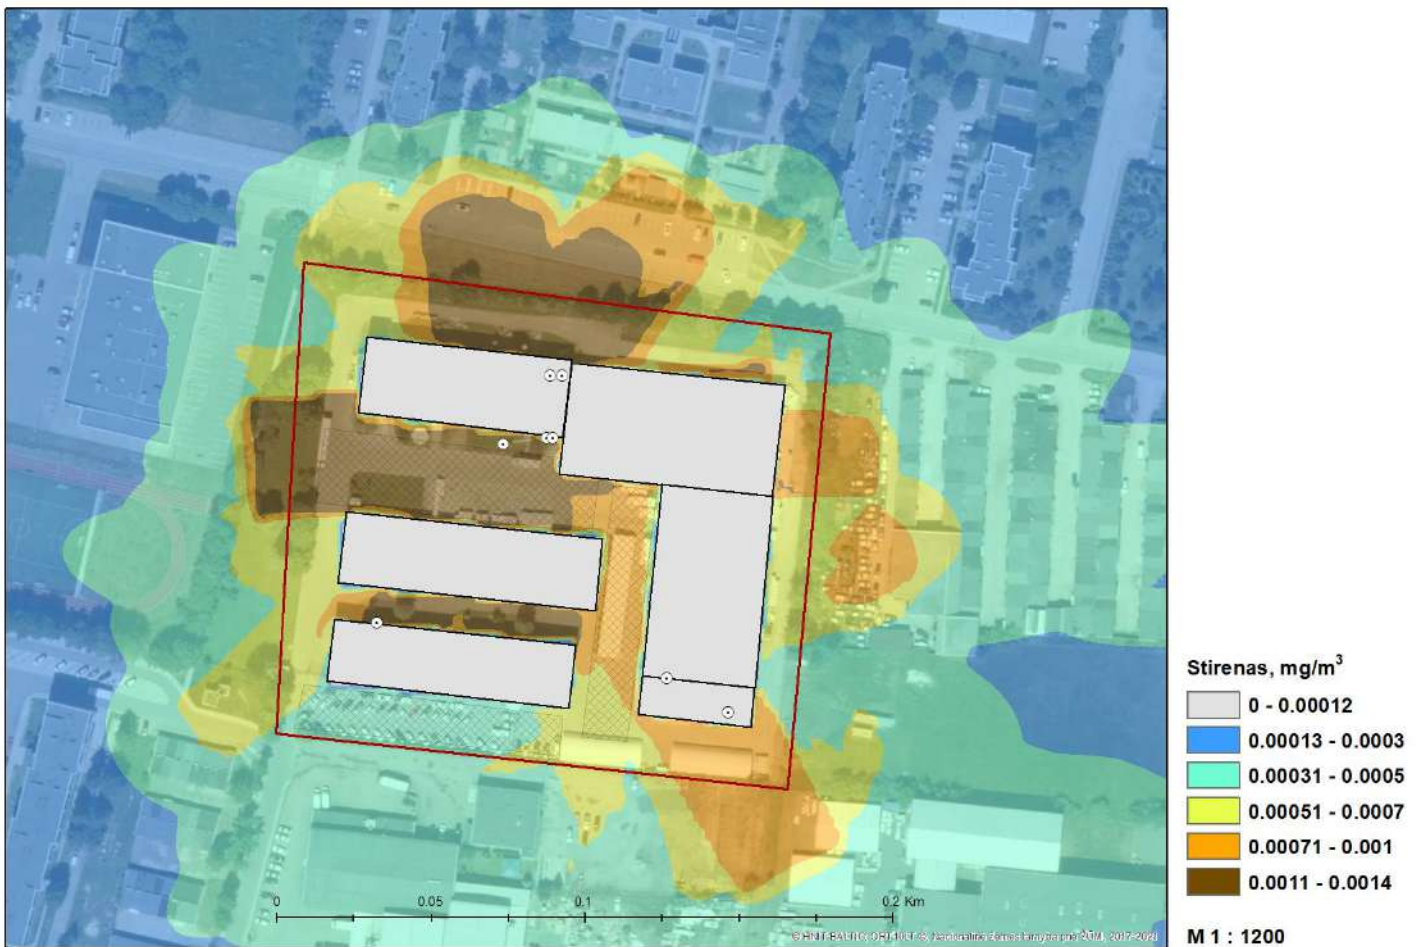 Stirenas, mg/m³
0 - 0.00012
0.00013 - 0.0003
0.00031 - 0.0005
0.00051 - 0.0007
0.00071 - 0.001
0.0011 - 0.0014
M 1 : 1200
0 0.05 0.1 0.2 Km